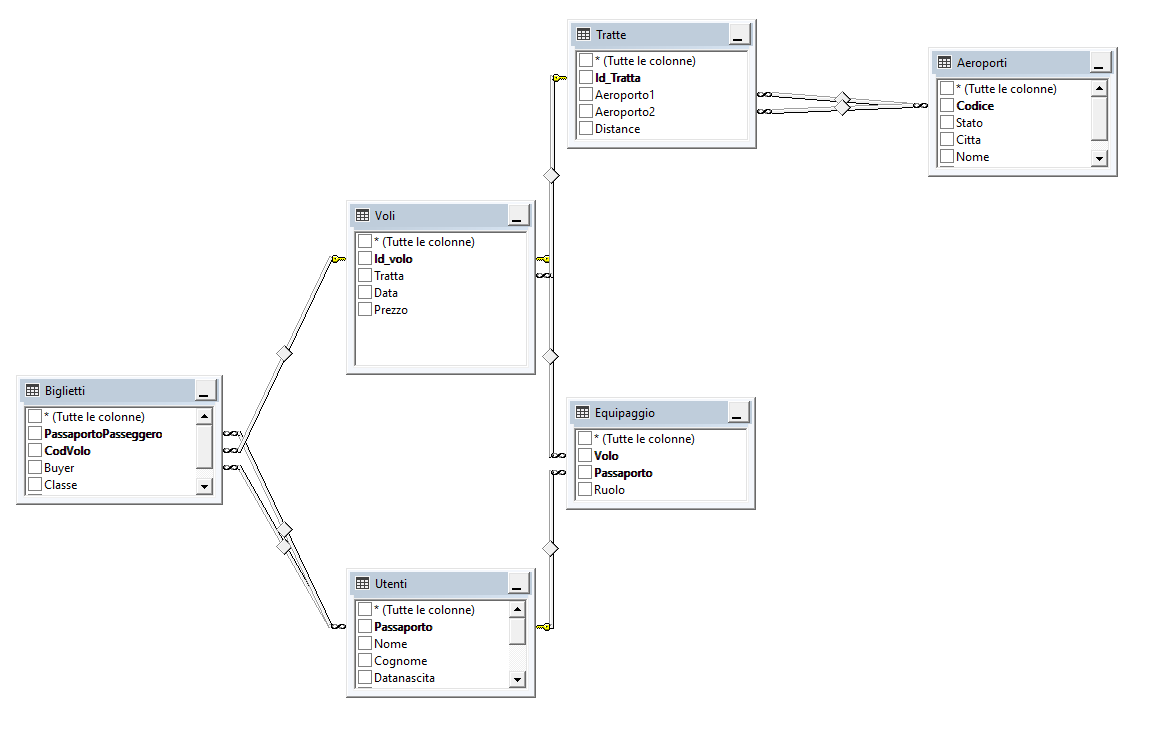 Tratte
* (Tutte le colonne)
Id_Tratta
Aeroporto1
Aeroporto2
Distance
Aeroporti
* (Tutte le colonne)
Codice
Stato
Citta
Nome
Voli
* (Tutte le colonne)
Id_volo
Tratta
Data
Prezzo
Biglietti
* (Tutte le colonne)
PassaportoPasseggero
CodVolo
Buyer
Classe
Equipaggio
* (Tutte le colonne)
Volo
Passaporto
Ruolo
Utenti
* (Tutte le colonne)
Passaporto
Nome
Cognome
Datanascita